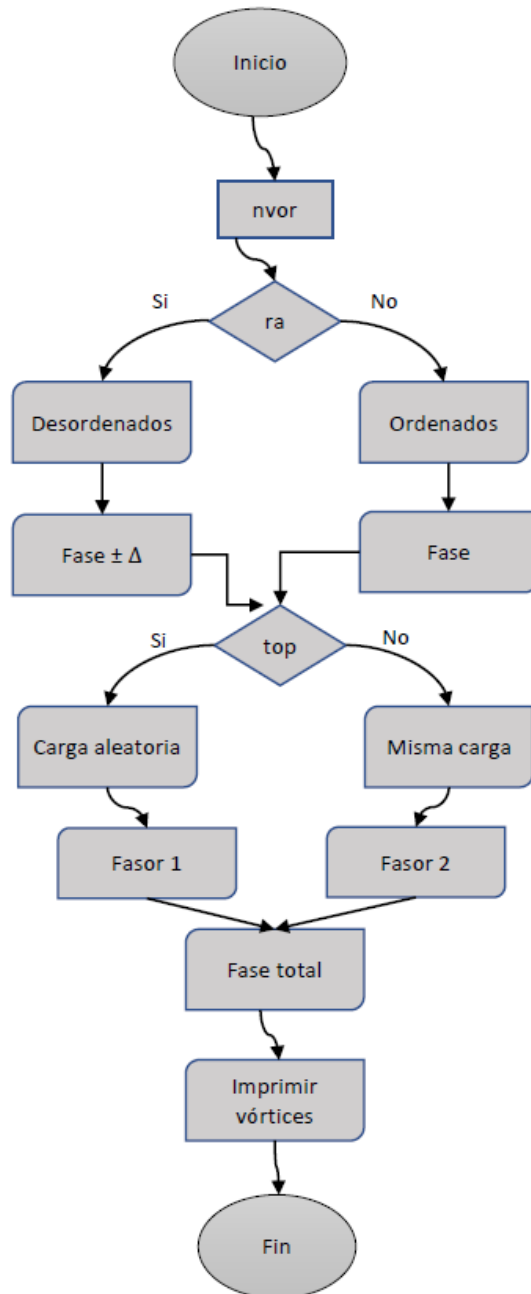 Inicio
nvor
Si
No
ra
Desordenados
Ordenados
Fase ± Δ
Fase
Si
No
top
Carga aleatoria
Misma carga
Fasor 1
Fasor 2
Fase total
Imprimir
vórtices
Fin